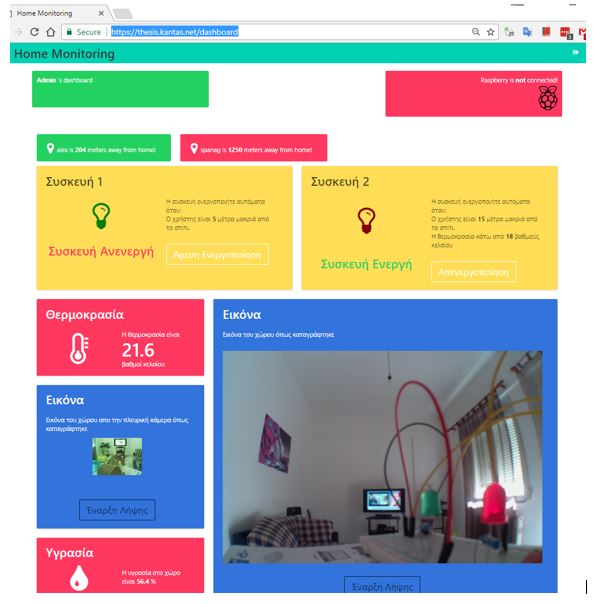 Home Monitoring
Secure
https://thesis.kantas.net/dashboard
Home Monitoring
Admin `s dashboard
Raspberry is not connected!
alex is 204 meters away from home!
spanag is 1250 meters away from home!
Συσκευή 1
Η συσκευή ενεργοποιήτε αυτόματα
όταν:
Ο χρήστης είναι 5 μέτρα μακριά από
το σπίτι.
Συσκευή Ανενεργή
Άμεση Ενεργοποίηση
Συσκευή 2
Η συσκευή ενεργοποιήτε αυτόματα
όταν:
Ο χρήστης είναι 15 μέτρα μακριά από
το σπίτι.
Η θερμοκρασία κάτω από 18 βαθμούς
κελσίου
Συσκευή Ενεργή
Απενεργοποίηση
Θερμοκρασία
Η θερμοκρασία είναι
21.6
βαθμοί κελσίου
Εικόνα
Εικόνα του χώρου απο την πλευρική κάμερα όπως
καταγράφτηκε
Έναρξη Λήψης
Υγρασία
Η υγρασία στο χώρο
είναι 56.4 %
Εικόνα
Εικόνα του χώρου όπως καταγράφτηκε
Έναρξη Λήψης